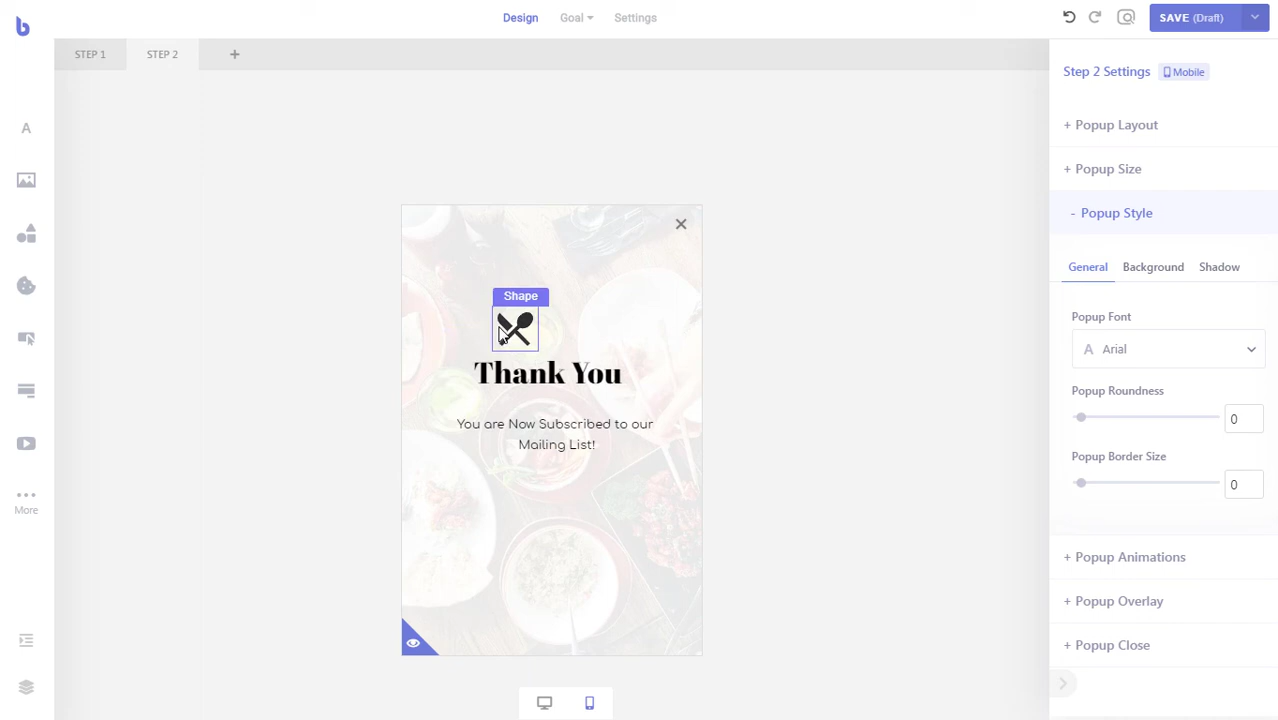 b
Design
Goal
Settings
SAVE (Draft)
STEP 1
STEP 2
+
Step 2 Settings
Mobile
+ Popup Layout
+ Popup Size
- Popup Style
General
Background
Shadow
Popup Font
A Arial
Popup Roundness
0
Popup Border Size
0
+ Popup Animations
+ Popup Overlay
+ Popup Close
A
More
Shape
Thank You
You are Now Subscribed to our
Mailing List!